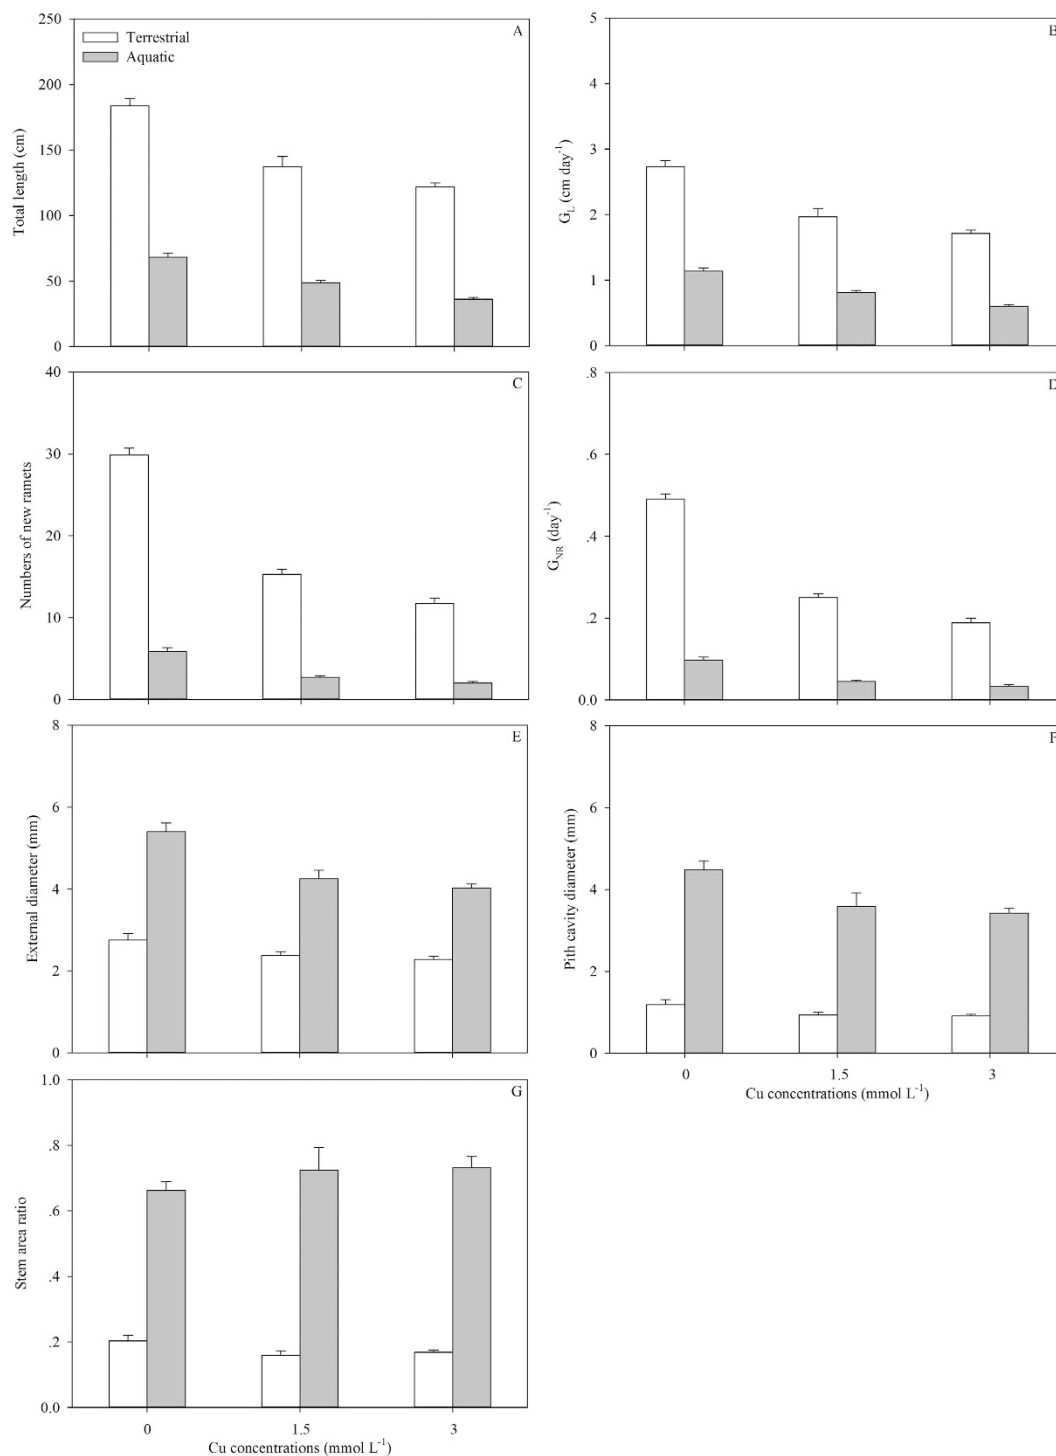 250
200
150
100
50
0
Total length (cm)
Terrestrial
Aquatic
A
5
4
3
2
1
0
G_L (cm day⁻¹)
B
40
30
20
10
0
Numbers of new ramets
C
.8
.6
.4
.2
0.0
G_NR (day⁻¹)
D
8
6
4
2
0
External diameter (mm)
E
8
6
4
2
0
Pith cavity diameter (mm)
F
0 1.5 3
Cu concentrations (mmol L⁻¹)
1.0
.8
.6
.4
.2
0.0
Stem area ratio
G
0 1.5 3
Cu concentrations (mmol L⁻¹)